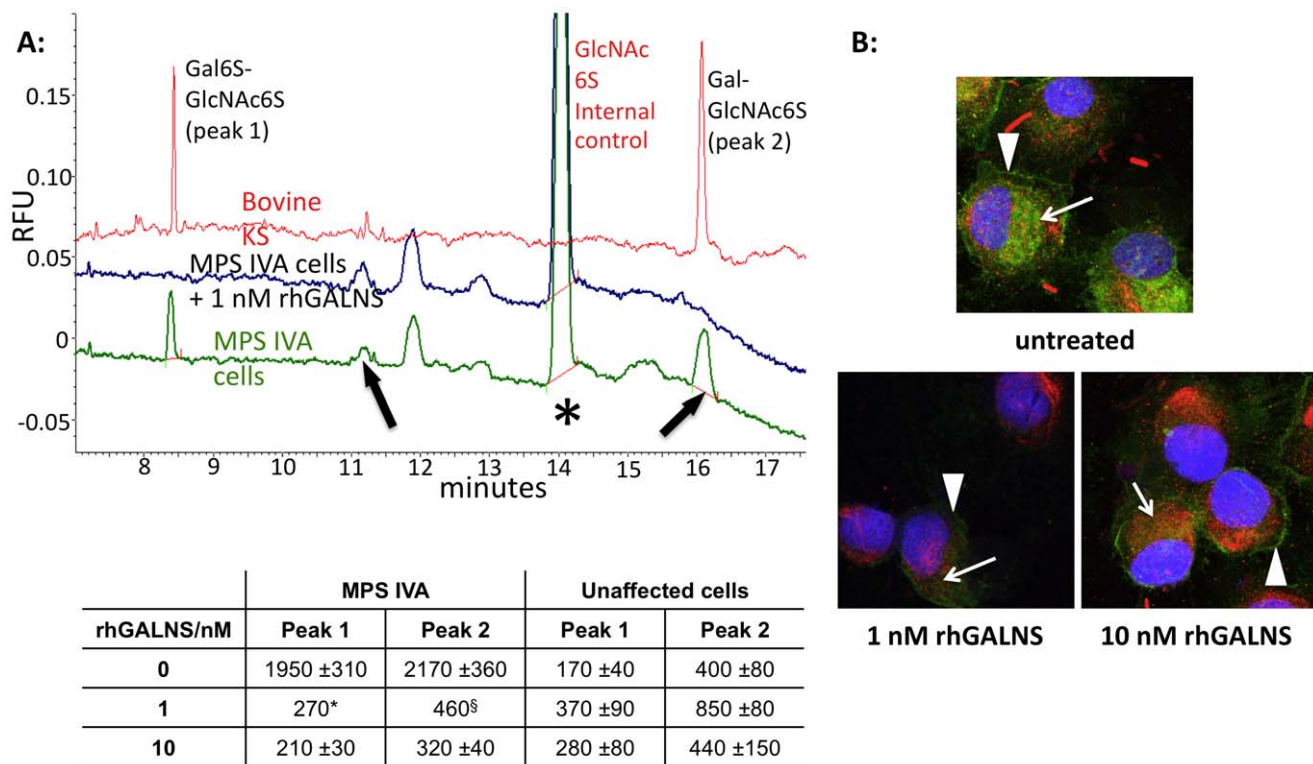 A:
Gal6S-
GlcNAc6S
(peak 1)
GlcNAc
6S
Internal
control
Gal-
GlcNAc6S
(peak 2)
Bovine
KS
MPS IVA cells
+ 1 nM rhGALNS
MPS IVA
cells
*
RFU
0.15
0.10
0.05
0
-0.05
8 9 10 11 12 13 14 15 16 17
minutes
MPS IVA Unaffected cells
rhGALNS/nM Peak 1 Peak 2 Peak 1 Peak 2
0 1950 ±310 2170 ±360 170 ±40 400 ±80
1 270* 460§ 370 ±90 850 ±80
10 210 ±30 320 ±40 280 ±80 440 ±150
B:
untreated
1 nM rhGALNS 10 nM rhGALNS